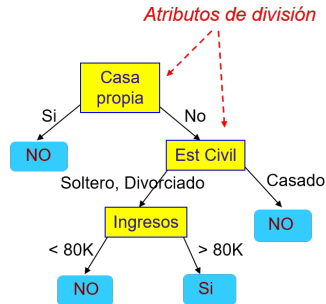 Atributos de división
Casa
propia
Si
No
NO
Est Civil
Soltero, Divorciado
Casado
Ingresos
NO
< 80K
> 80K
NO
Si